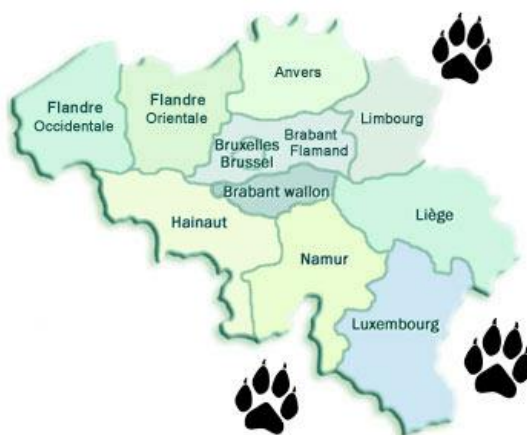 Anvers
Flandre
Occidentale
Flandre
Orientale
Limbourg
Bruxelles
Brussel
Brabant
Flamand
Brabant wallon
Hainaut
Liège
Namur
Luxembourg